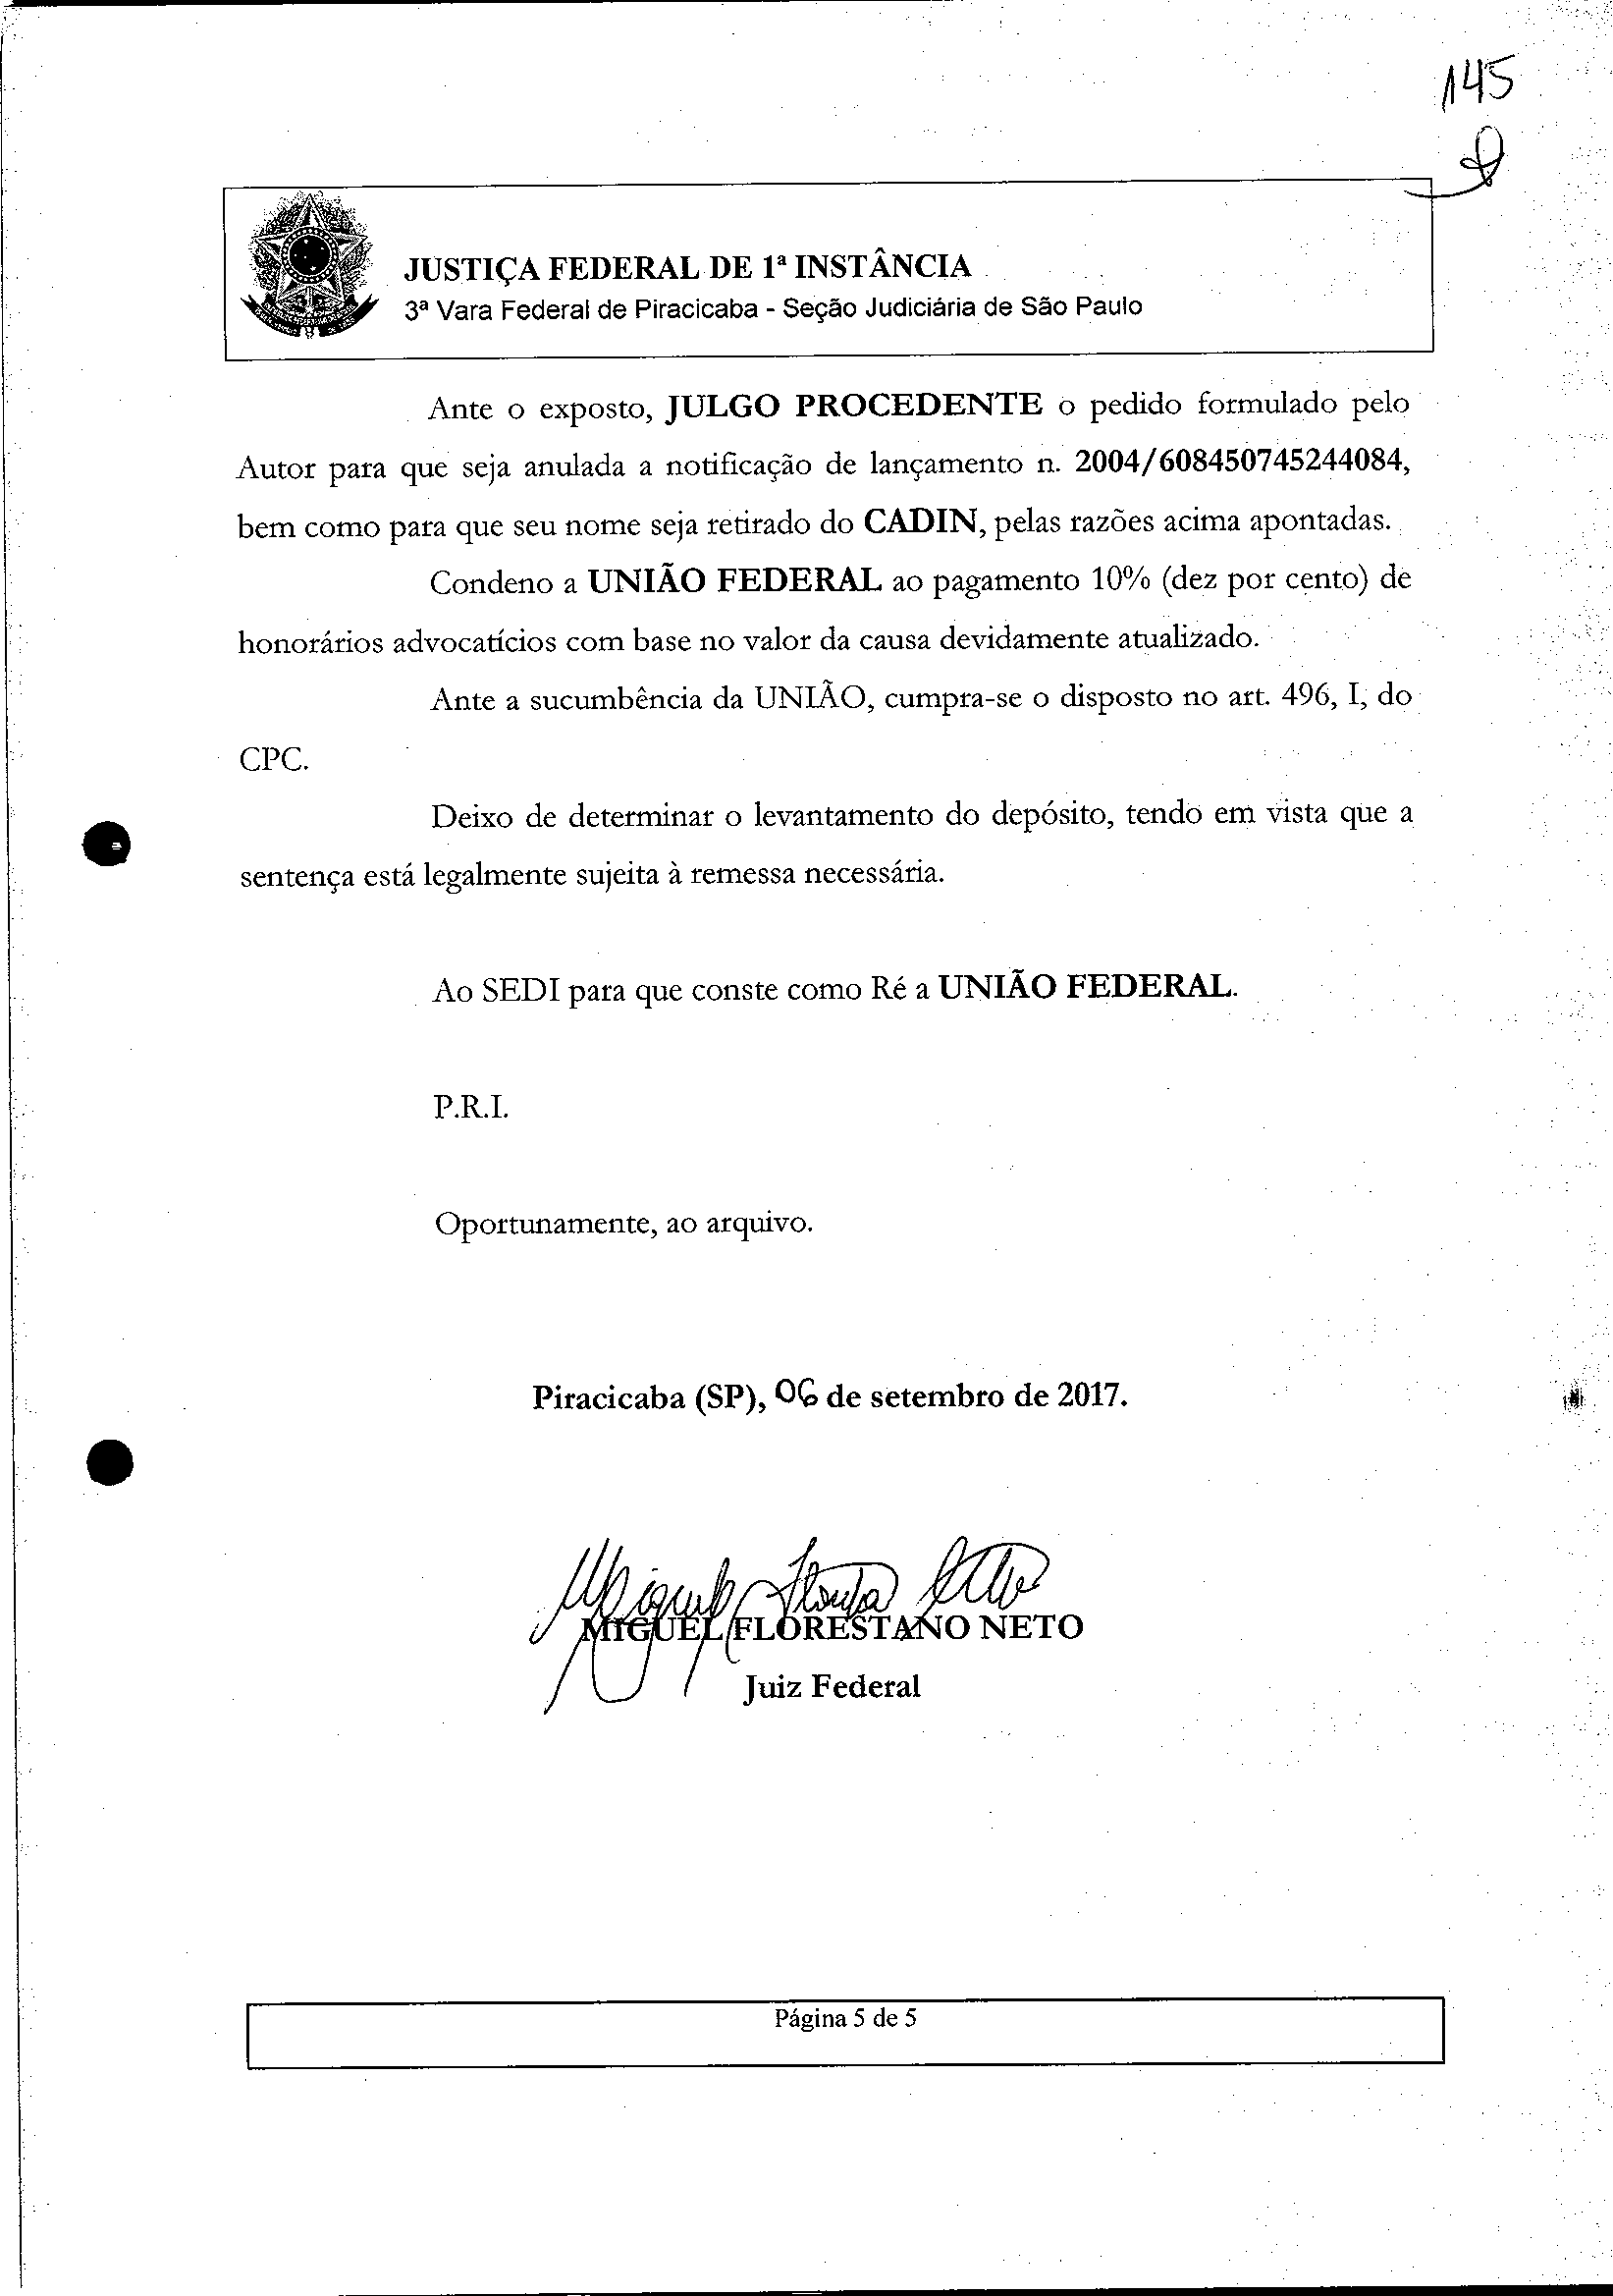 145
JUSTIÇA FEDERAL DE 1ª INSTÂNCIA
3ª Vara Federal de Piracicaba - Seção Judiciária de São Paulo
Ante o exposto, JULGO PROCEDENTE o pedido formulado pelo
Autor para que seja anulada a notificação de lançamento n. 2004/608450745244084,
bem como para que seu nome seja retirado do CADIN, pelas razões acima apontadas.
Condeno a UNIÃO FEDERAL ao pagamento 10% (dez por cento) de
honorários advocatícios com base no valor da causa devidamente atualizado.
Ante a sucumbência da UNIÃO, cumpra-se o disposto no art. 496, I, do
CPC.
Deixo de determinar o levantamento do depósito, tendo em vista que a
sentença está legalmente sujeita à remessa necessária.
Ao SEDI para que conste como Ré a UNIÃO FEDERAL.
P.R.I.
Oportunamente, ao arquivo.
Piracicaba (SP), 06 de setembro de 2017.
MIGUEL FLORESTANO NETO
Juiz Federal
Página 5 de 5